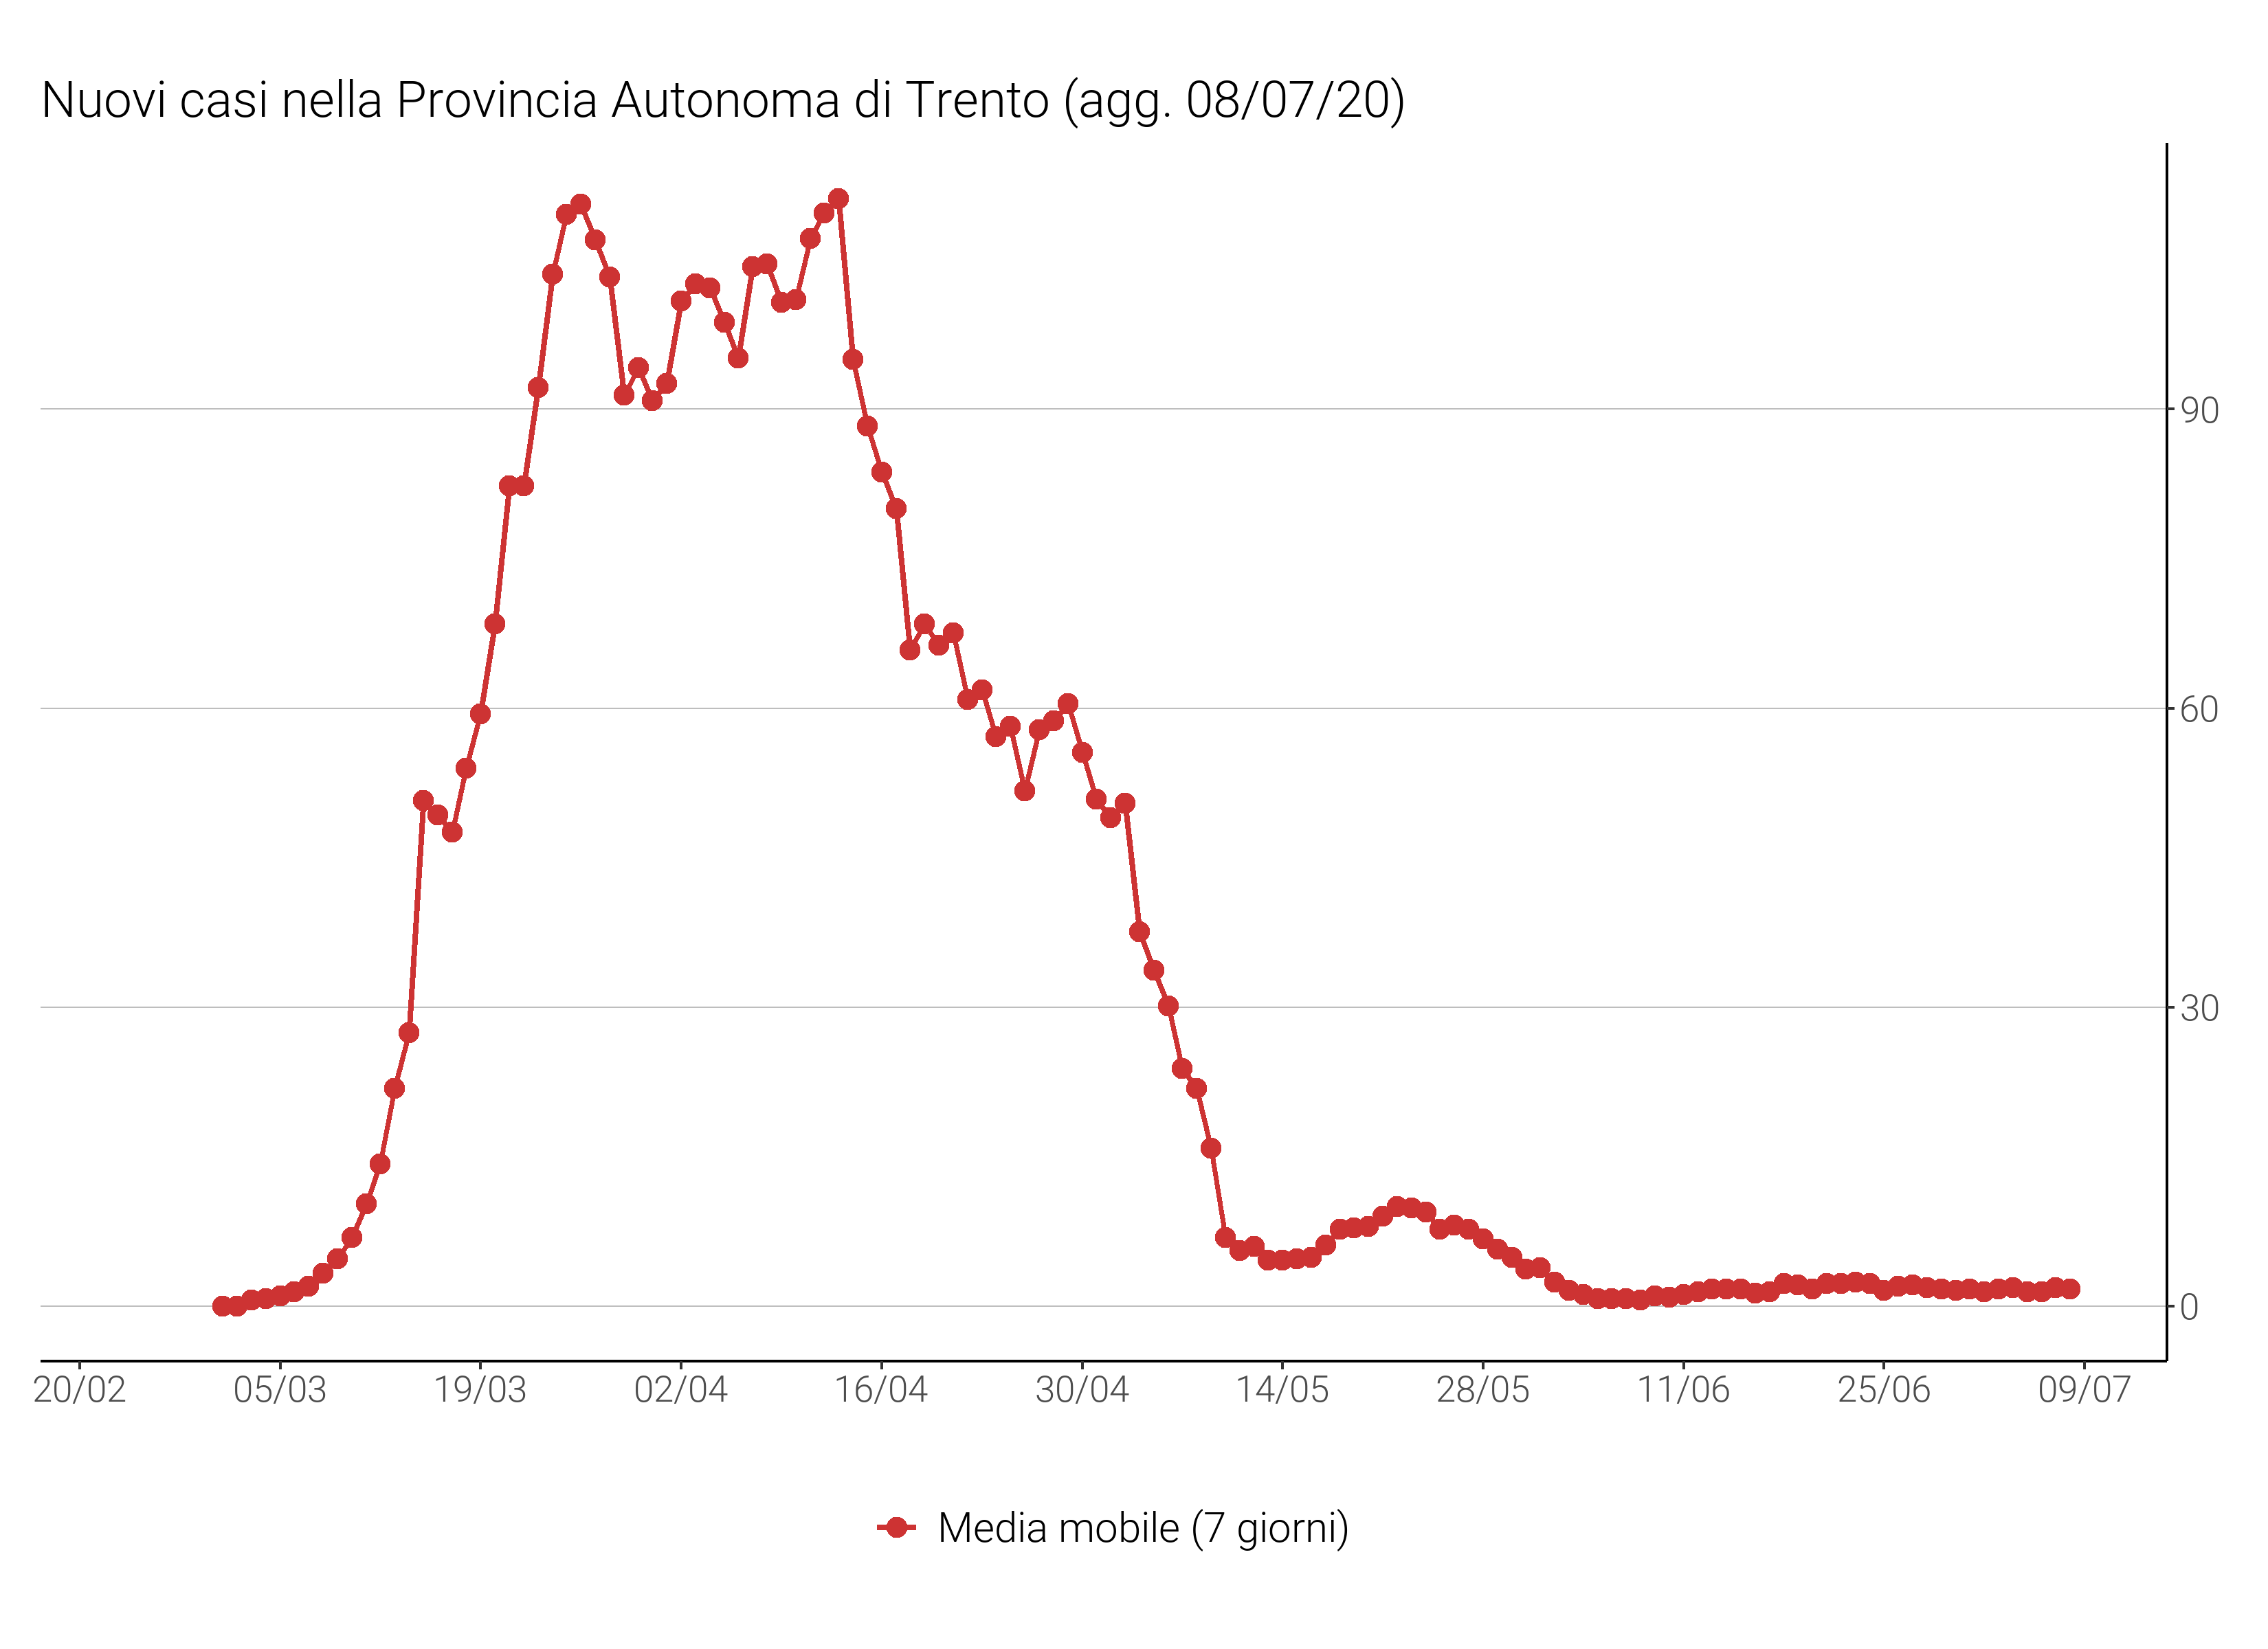 Nuovi casi nella Provincia Autonoma di Trento (agg. 08/07/20)
90
60
30
0
20/02 05/03 19/03 02/04 16/04 30/04 14/05 28/05 11/06 25/06 09/07
Media mobile (7 giorni)